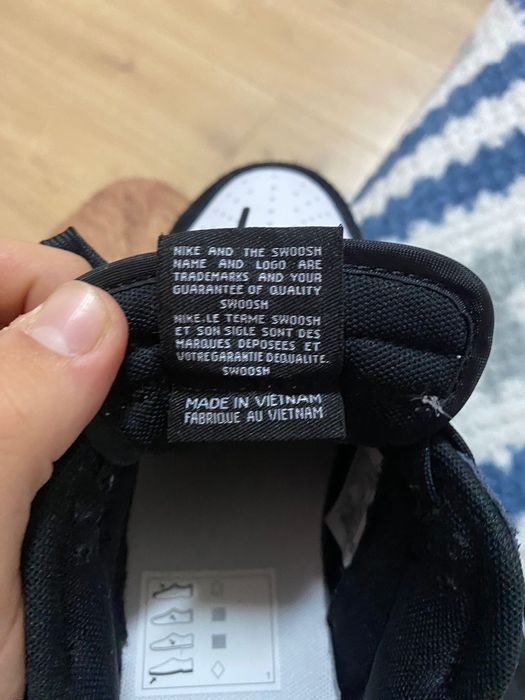 NIKE AND THE SWOOSH
NAME AND LOGO ARE
TRADEMARKS AND YOUR
GUARANTEE OF QUALITY
SWOOSH
NIKE.LE TERME SWOOSH
ET SON SIGLE SONT DES
MARQUES DEPOSEES ET
VOTREGARANTIE DEQUALITE.
SWOOSH
MADE IN VIETNAM
FABRIQUE AU VIETNAM